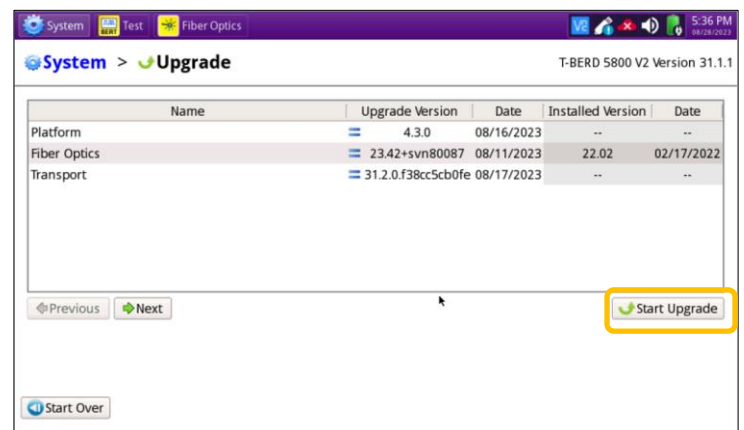 System Test Fiber Optics V2 5:36 PM
08/28/2023
System > Upgrade T-BERD 5800 V2 Version 31.1.1
Name Upgrade Version Date Installed Version Date
Platform 4.3.0 08/16/2023 -- --
Fiber Optics 23.42+svn80087 08/11/2023 22.02 02/17/2022
Transport 31.2.0.f38cc5cb0fe 08/17/2023 -- --
Previous Next Start Upgrade
Start Over